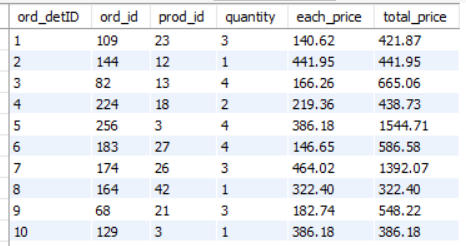 ord_detID ord_id prod_id quantity each_price total_price
1 109 23 3 140.62 421.87
2 144 12 1 441.95 441.95
3 82 13 4 166.26 665.06
4 224 18 2 219.36 438.73
5 256 3 4 386.18 1544.71
6 183 27 4 146.65 586.58
7 174 26 3 464.02 1392.07
8 164 42 1 322.40 322.40
9 68 21 3 182.74 548.22
10 129 3 1 386.18 386.18